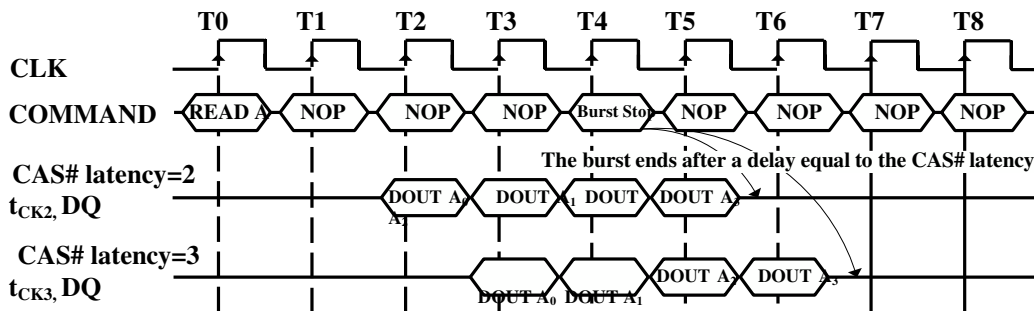 T0 T1 T2 T3 T4 T5 T6 T7 T8
CLK
COMMAND READ A NOP NOP NOP Burst Stop NOP NOP NOP NOP
The burst ends after a delay equal to the CAS# latency
CAS# latency=2
tCK2, DQ DOUT A0 DOUT A1 DOUT A2 DOUT A3
CAS# latency=3
tCK3, DQ DOUT A0 DOUT A1 DOUT A2 DOUT A3